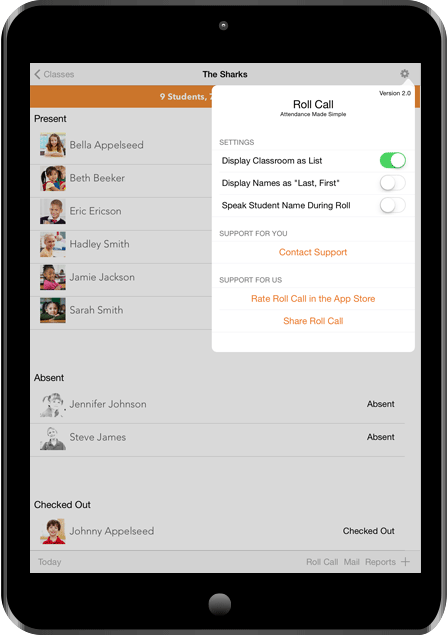 Classes
The Sharks
9 Students,
Version 2.0
Roll Call
Attendance Made Simple
SETTINGS
Display Classroom as List
Display Names as "Last, First"
Speak Student Name During Roll
SUPPORT FOR YOU
Contact Support
SUPPORT FOR US
Rate Roll Call in the App Store
Share Roll Call
Present
Bella Appelseed
Beth Beeker
Eric Ericson
Hadley Smith
Jamie Jackson
Sarah Smith
Absent
Jennifer Johnson Absent
Steve James Absent
Checked Out
Johnny Appelseed Checked Out
Today Roll Call Mail Reports